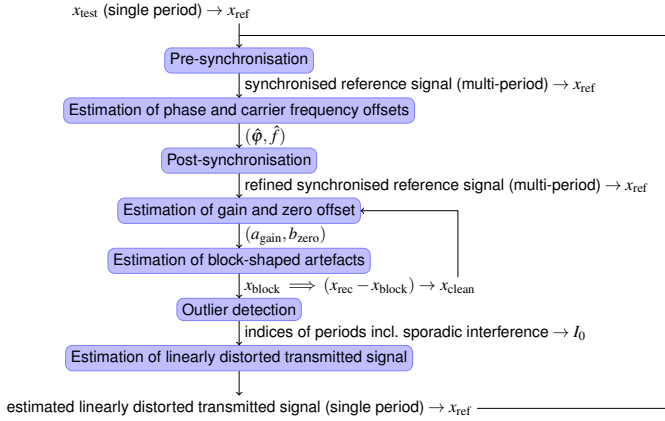 x_test (single period) → x_ref
Pre-synchronisation
synchronised reference signal (multi-period) → x_ref
Estimation of phase and carrier frequency offsets
(φ̂, f̂)
Post-synchronisation
refined synchronised reference signal (multi-period) → x_ref
Estimation of gain and zero offset
(a_gain, b_zero)
Estimation of block-shaped artefacts
x_block ⟹ (x_rec − x_block) → x_clean
Outlier detection
indices of periods incl. sporadic interference → I_0
Estimation of linearly distorted transmitted signal
estimated linearly distorted transmitted signal (single period) → x_ref